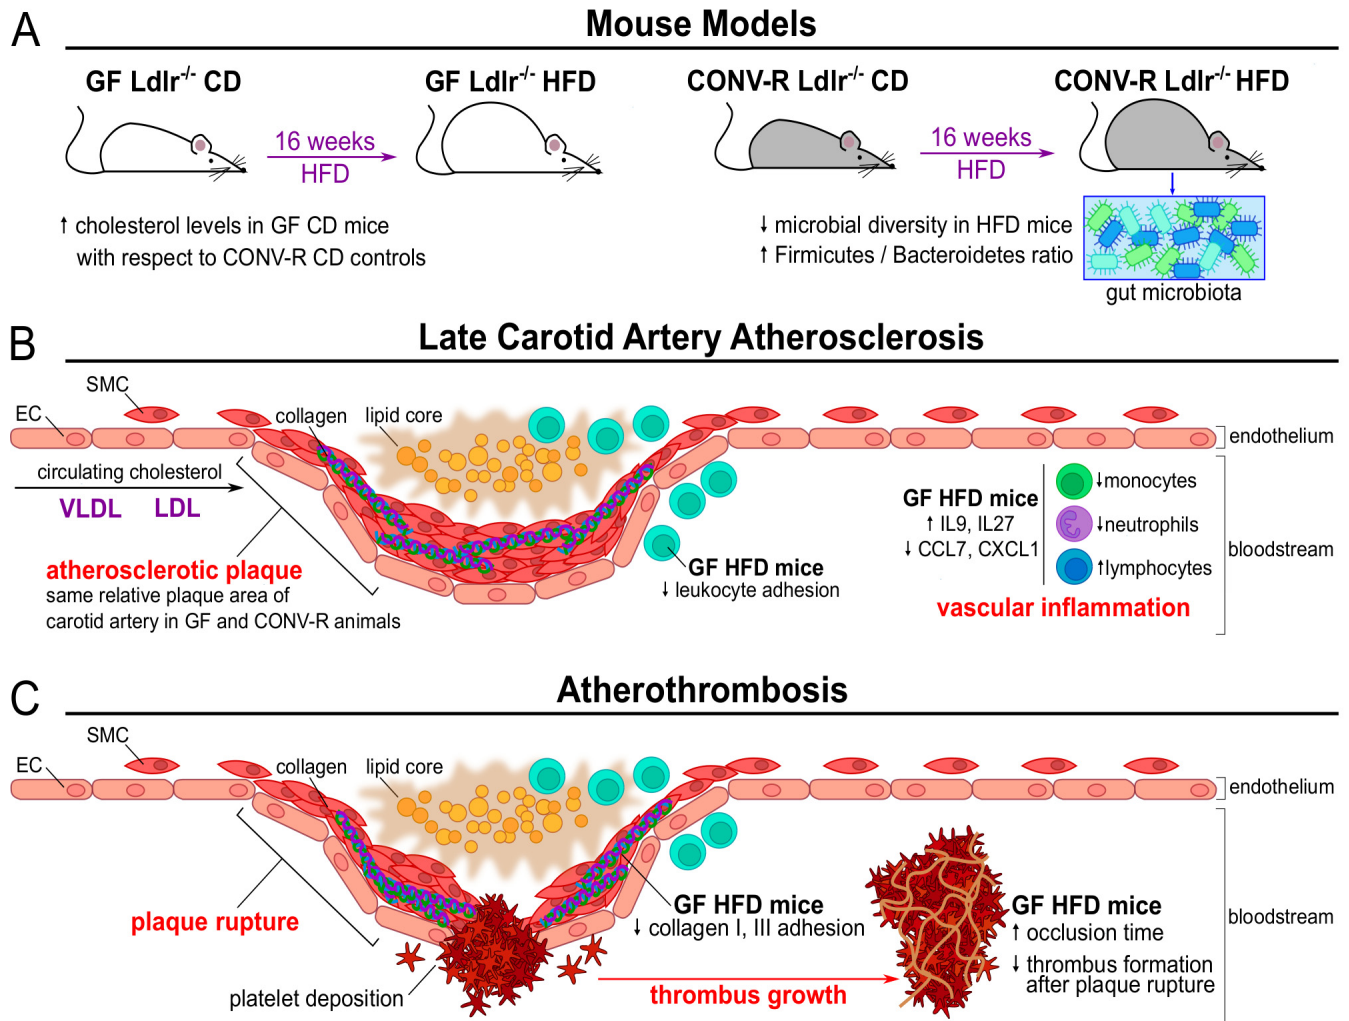 A
Mouse Models
GF Ldlr-/- CD
GF Ldlr-/- HFD
CONV-R Ldlr-/- CD
CONV-R Ldlr-/- HFD
16 weeks
HFD
16 weeks
HFD
↑ cholesterol levels in GF CD mice
with respect to CONV-R CD controls
↓ microbial diversity in HFD mice
↑ Firmicutes / Bacteroidetes ratio
gut microbiota
B
Late Carotid Artery Atherosclerosis
SMC
EC
collagen
lipid core
endothelium
circulating cholesterol
VLDL LDL
atherosclerotic plaque
same relative plaque area of
carotid artery in GF and CONV-R animals
GF HFD mice
↓ leukocyte adhesion
GF HFD mice
↑ IL9, IL27
↓ CCL7, CXCL1
↓monocytes
↓neutrophils
↑lymphocytes
vascular inflammation
bloodstream
C
Atherothrombosis
SMC
EC
collagen
lipid core
endothelium
plaque rupture
platelet deposition
GF HFD mice
↓ collagen I, III adhesion
thrombus growth
GF HFD mice
↑ occlusion time
↓ thrombus formation
after plaque rupture
bloodstream